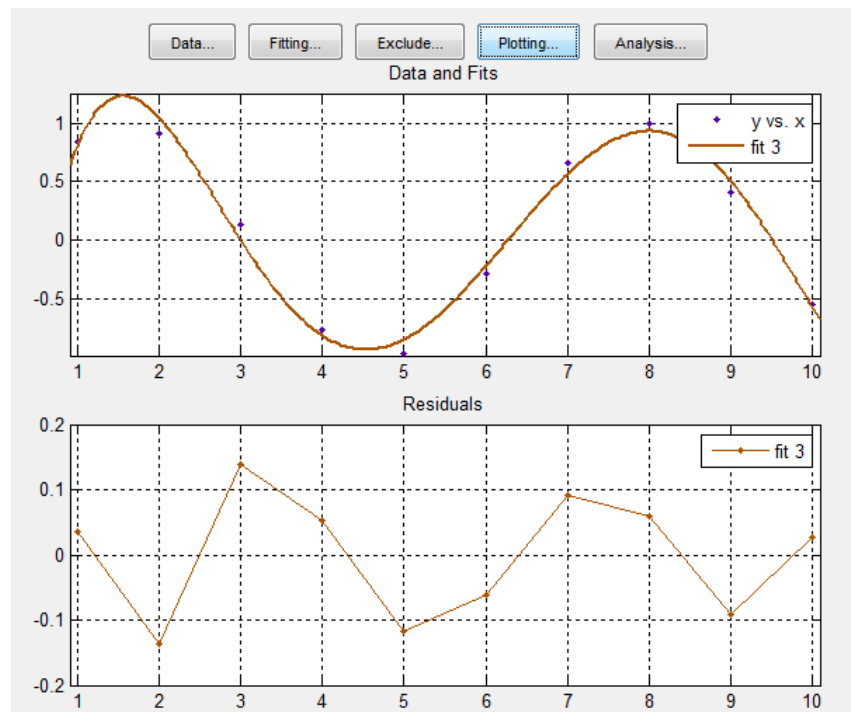 Data... Fitting... Exclude... Plotting... Analysis...
Data and Fits
y vs. x
fit 3
1
0.5
0
-0.5
1 2 3 4 5 6 7 8 9 10
Residuals
fit 3
0.2
0.1
0
-0.1
-0.2
1 2 3 4 5 6 7 8 9 10